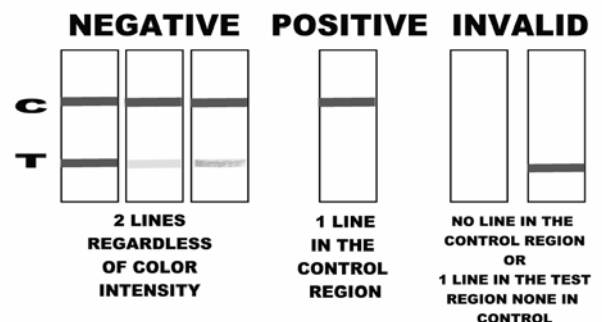 NEGATIVE POSITIVE INVALID
C
T
2 LINES
REGARDLESS
OF COLOR
INTENSITY
1 LINE
IN THE
CONTROL
REGION
NO LINE IN THE
CONTROL REGION
OR
1 LINE IN THE TEST
REGION NONE IN
CONTROL